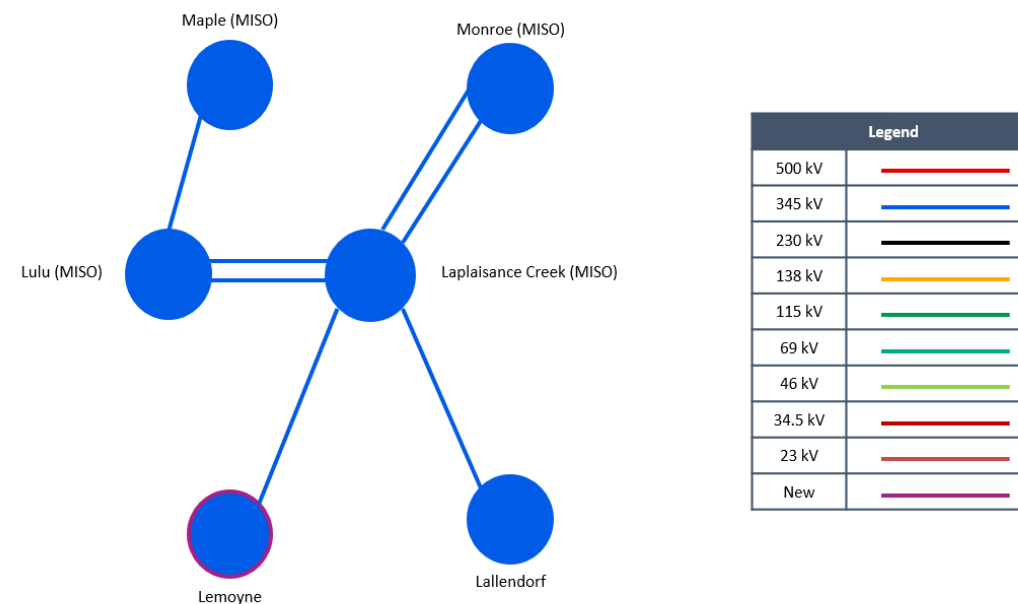 Maple (MISO)
Monroe (MISO)
Lulu (MISO)
Laplaisance Creek (MISO)
Lemoyne
Lallendorf
Legend
500 kV
345 kV
230 kV
138 kV
115 kV
69 kV
46 kV
34.5 kV
23 kV
New